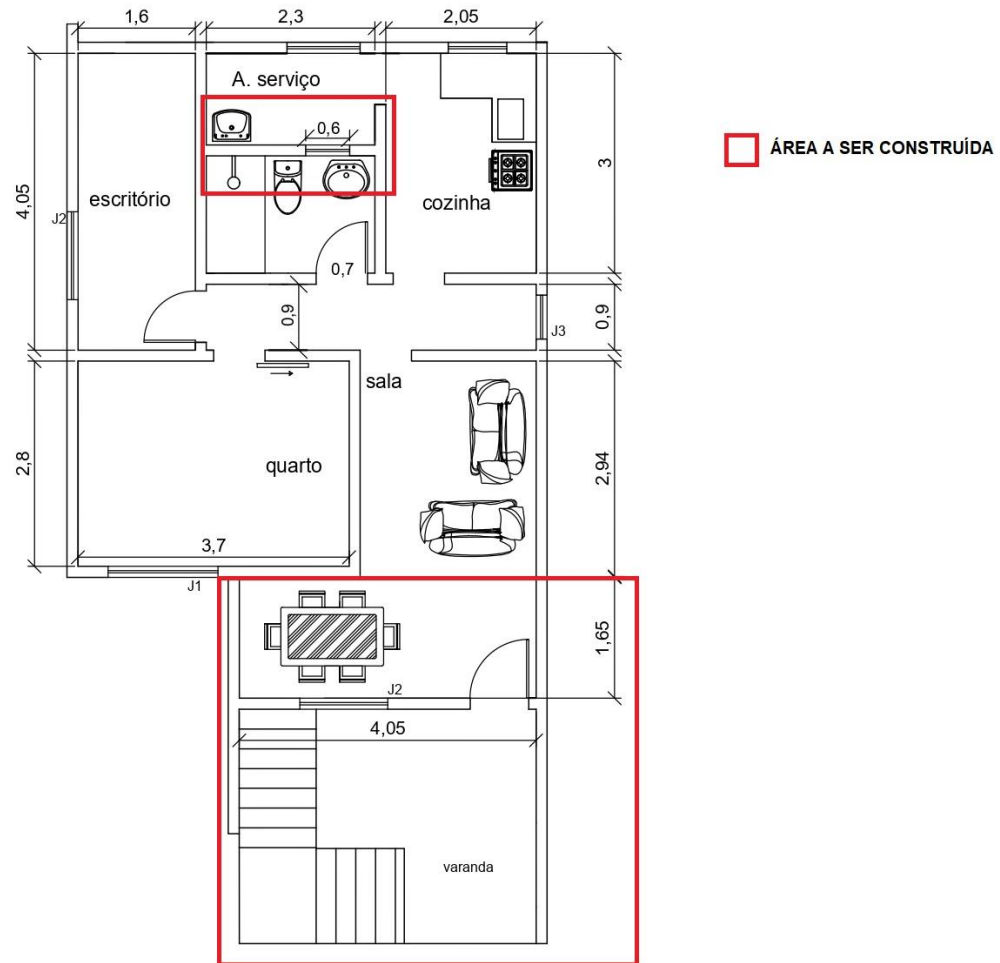 1,6
2,3
2,05
A. serviço
0,6
ÁREA A SER CONSTRUÍDA
4,05
J2
escritório
cozinha
3
0,7
0,9
0,9
J3
sala
2,8
quarto
2,94
3,7
J1
1,65
J2
4,05
varanda